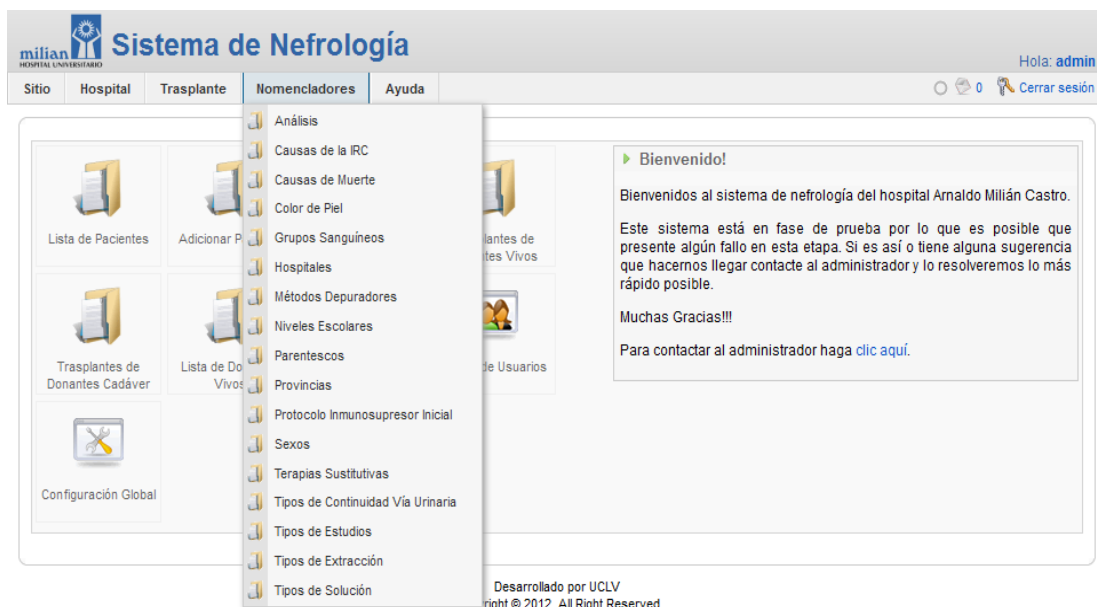 milian
HOSPITAL UNIVERSITARIO
Sistema de Nefrología
Hola: admin
Sitio Hospital Trasplante Nomencladores Ayuda
0 Cerrar sesión
Análisis
Causas de la IRC
Causas de Muerte
Color de Piel
Grupos Sanguíneos
Hospitales
Métodos Depuradores
Niveles Escolares
Parentescos
Provincias
Protocolo Inmunosupresor Inicial
Sexos
Terapias Sustitutivas
Tipos de Continuidad Vía Urinaria
Tipos de Estudios
Tipos de Extracción
Tipos de Solución
Lista de Pacientes
Adicionar P
lantes de
tes Vivos
Trasplantes de
Donantes Cadáver
Lista de Do
Vivos
de Usuarios
Configuración Global
Bienvenido!
Bienvenidos al sistema de nefrología del hospital Arnaldo Milián Castro.
Este sistema está en fase de prueba por lo que es posible que
presente algún fallo en esta etapa. Si es así o tiene alguna sugerencia
que hacernos llegar contacte al administrador y lo resolveremos lo más
rápido posible.
Muchas Gracias!!!
Para contactar al administrador haga clic aquí.
Desarrollado por UCLV
right © 2012. All Right Reserved